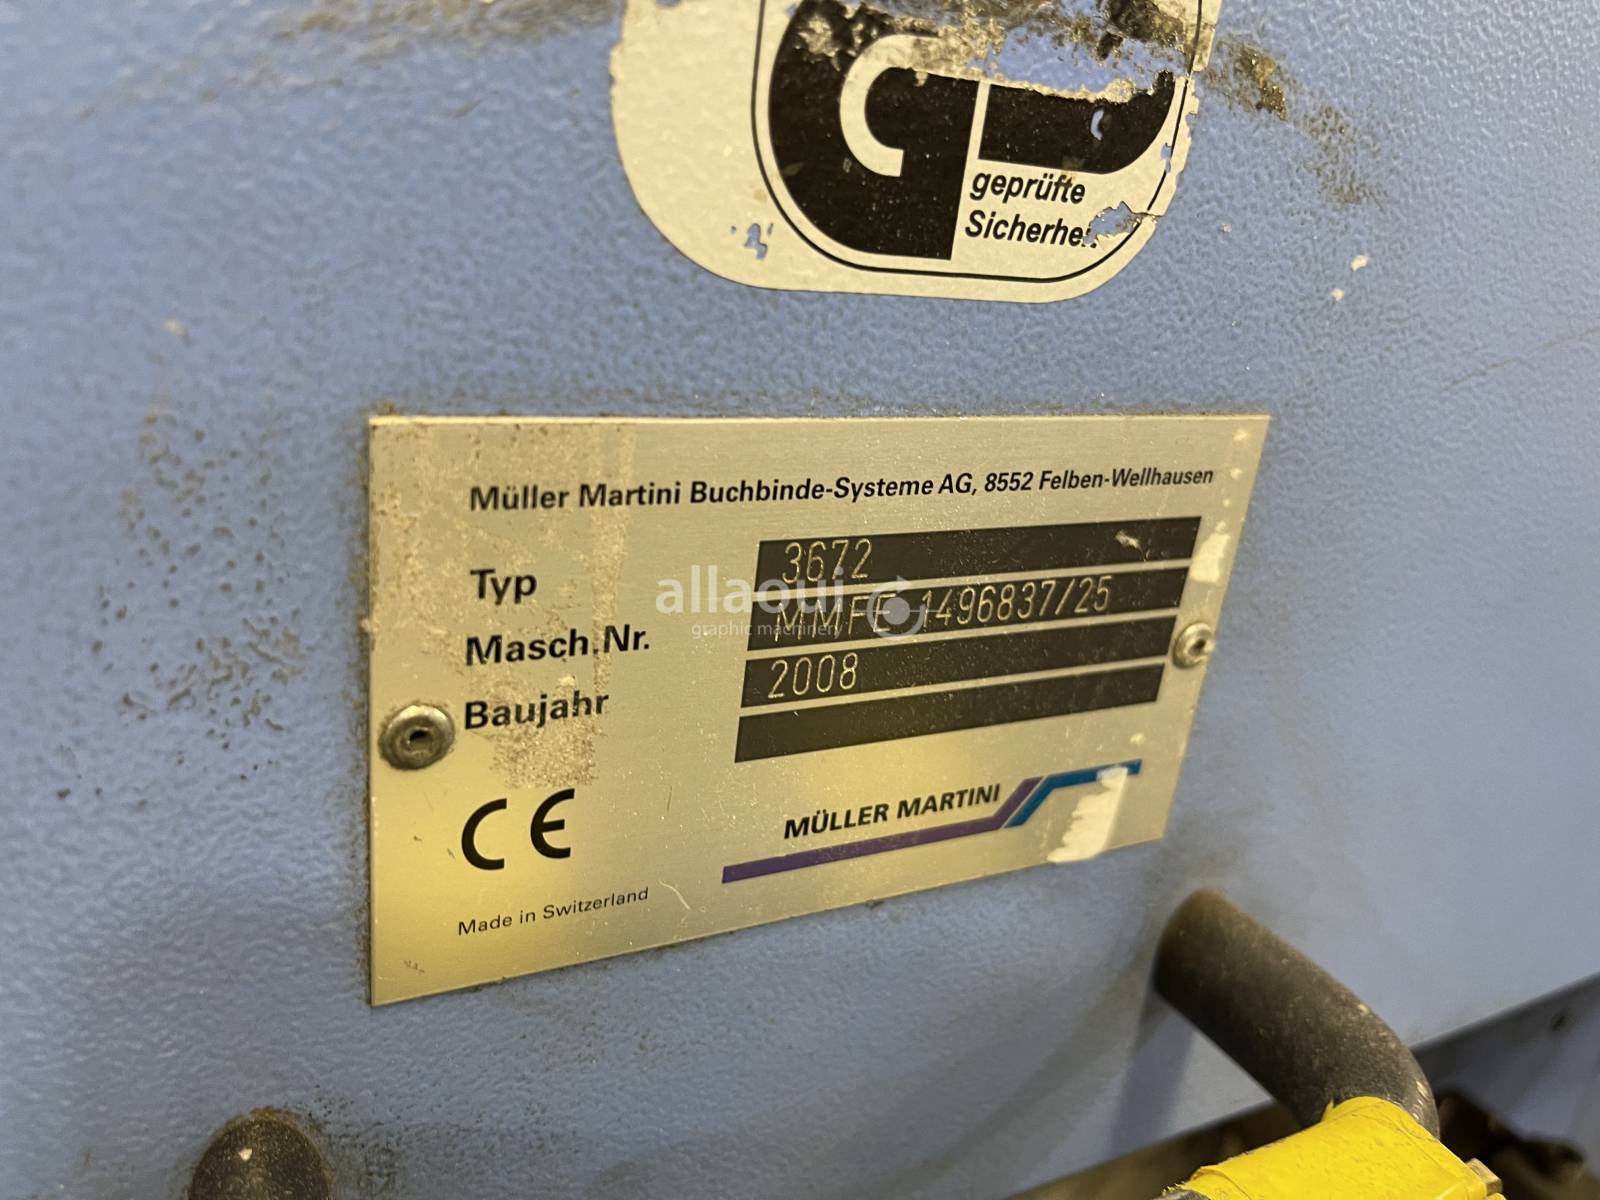 geprüfte
Müller Martini Buchbinde-Systeme AG, 8552 Felben-Wellhausen
Typ 3672
Masch.Nr. MMFE 1496837/25
Baujahr 2008
CE
MÜLLER MARTINI
Made in Switzerland
allaoui
graphic machinery